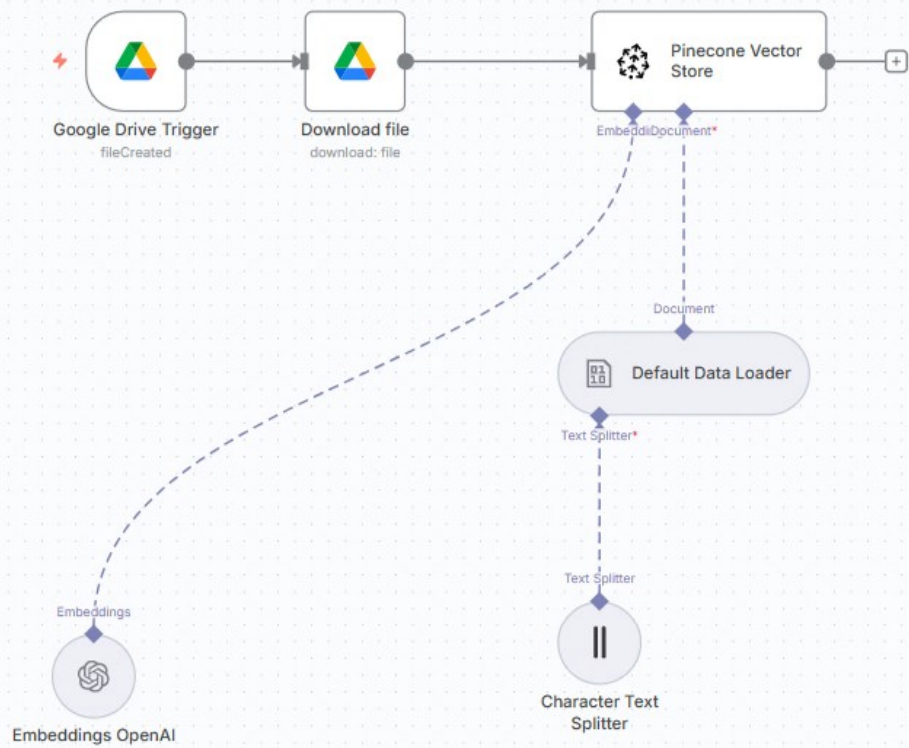 Pinecone Vector
Store
Google Drive Trigger
fileCreated
Download file
download: file
Document*
Document
Default Data Loader
Text Splitter*
Text Splitter
Embeddings
Character Text
Splitter
Embeddings OpenAI